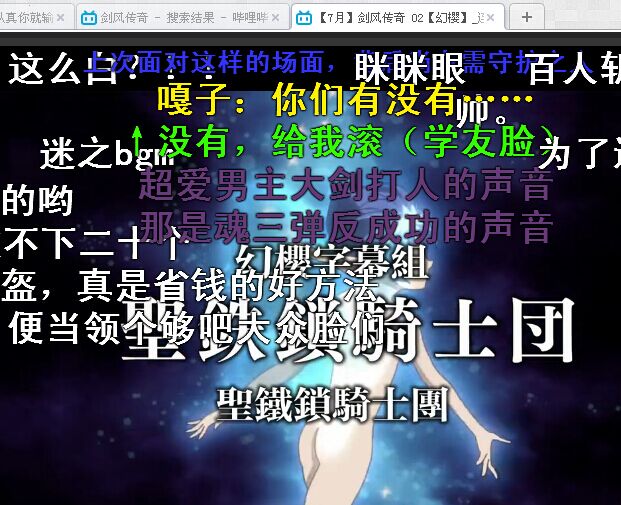 认真你就输
剑风传奇 - 搜索结果 - 哔哩哔
【7月】剑风传奇 02【幻樱】
上次面对这样的场面，
需守护之人
这么白？？：
眯眯眼
百人斩
嘎子：你们有没有……
帅。
↑没有，给我滚（学友脸）
迷之bgm
为了
超爱男主大剑打人的声音
的哟
那是魂三弹反成功的声音
不下二十个
幻櫻字幕組
盔，真是省钱的好方法
聖鉄鎖騎士団
便当领个够吧大众脸们
聖鐵鎖騎士團